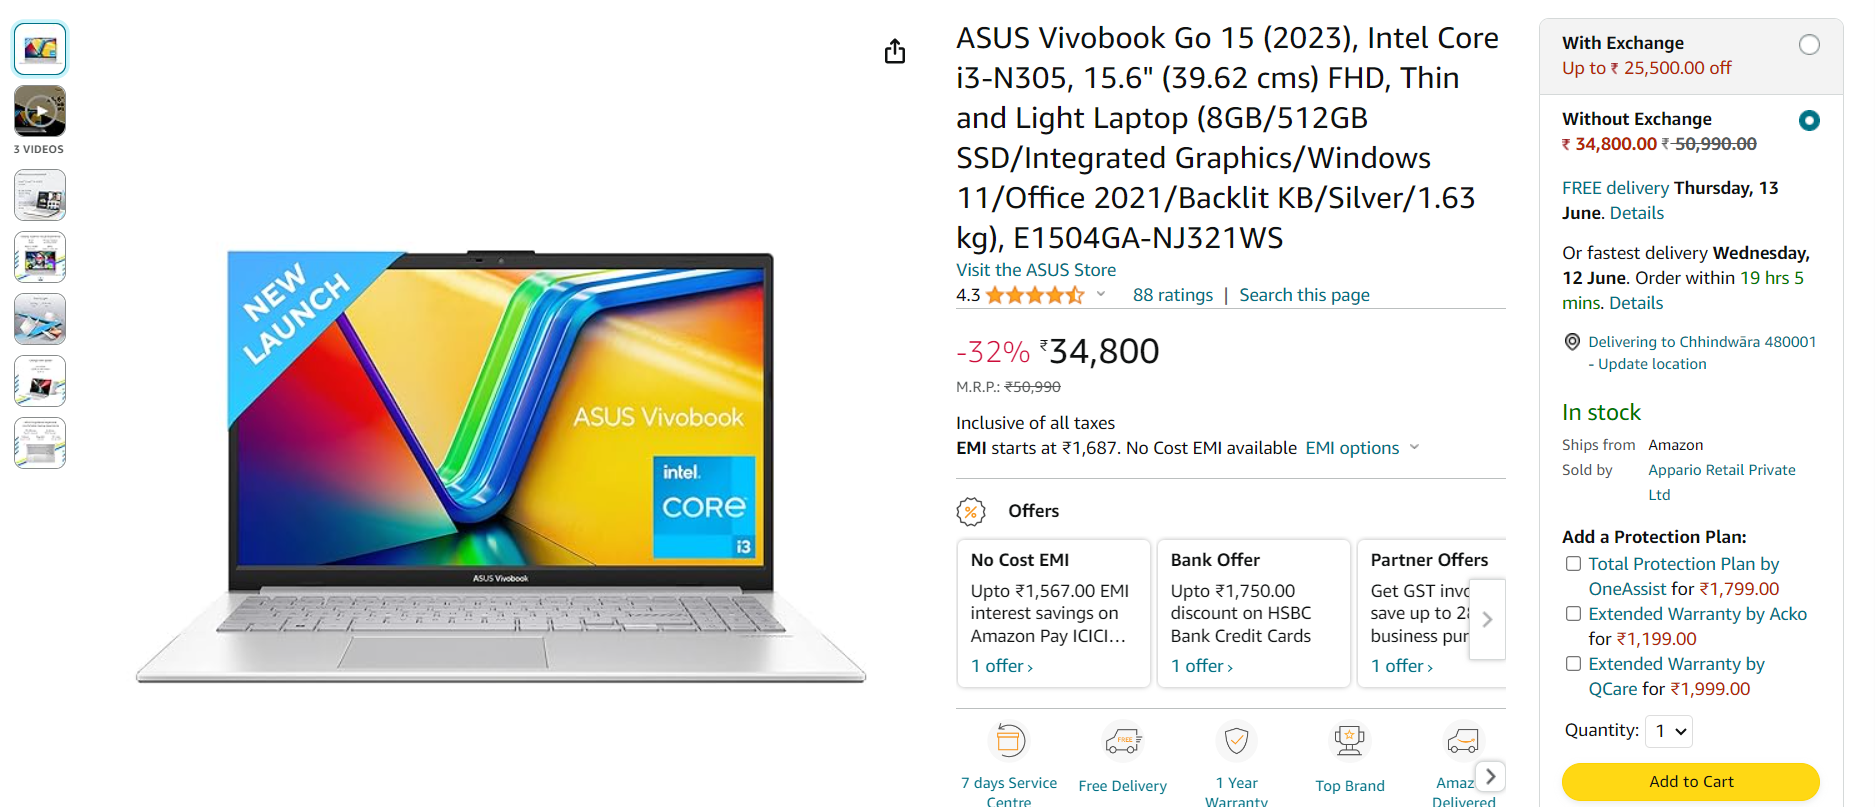 3 VIDEOS
NEW
LAUNCH
ASUS Vivobook
intel.
CORE
i3
ASUS Vivobook
ASUS Vivobook Go 15 (2023), Intel Core
i3-N305, 15.6" (39.62 cms) FHD, Thin
and Light Laptop (8GB/512GB
SSD/Integrated Graphics/Windows
11/Office 2021/Backlit KB/Silver/1.63
kg), E1504GA-NJ321WS
Visit the ASUS Store
4.3 88 ratings | Search this page
-32% ₹34,800
M.R.P.: ₹50,990
Inclusive of all taxes
EMI starts at ₹1,687. No Cost EMI available EMI options
% Offers
No Cost EMI
Upto ₹1,567.00 EMI
interest savings on
Amazon Pay ICICI…
1 offer ›
Bank Offer
Upto ₹1,750.00
discount on HSBC
Bank Credit Cards
1 offer ›
Partner Offers
Get GST invo
save up to 28
business pur
1 offer ›
7 days Service
Centre
FREE
Free Delivery
1 Year
Warranty
Top Brand
Amaz
Delivered
With Exchange
Up to ₹ 25,500.00 off
Without Exchange
₹ 34,800.00 ₹ 50,990.00
FREE delivery Thursday, 13
June. Details
Or fastest delivery Wednesday,
12 June. Order within 19 hrs 5
mins. Details
Delivering to Chhindwāra 480001
- Update location
In stock
Ships from Amazon
Sold by Appario Retail Private
Ltd
Add a Protection Plan:
Total Protection Plan by
OneAssist for ₹1,799.00
Extended Warranty by Acko
for ₹1,199.00
Extended Warranty by
QCare for ₹1,999.00
Quantity: 1
Add to Cart